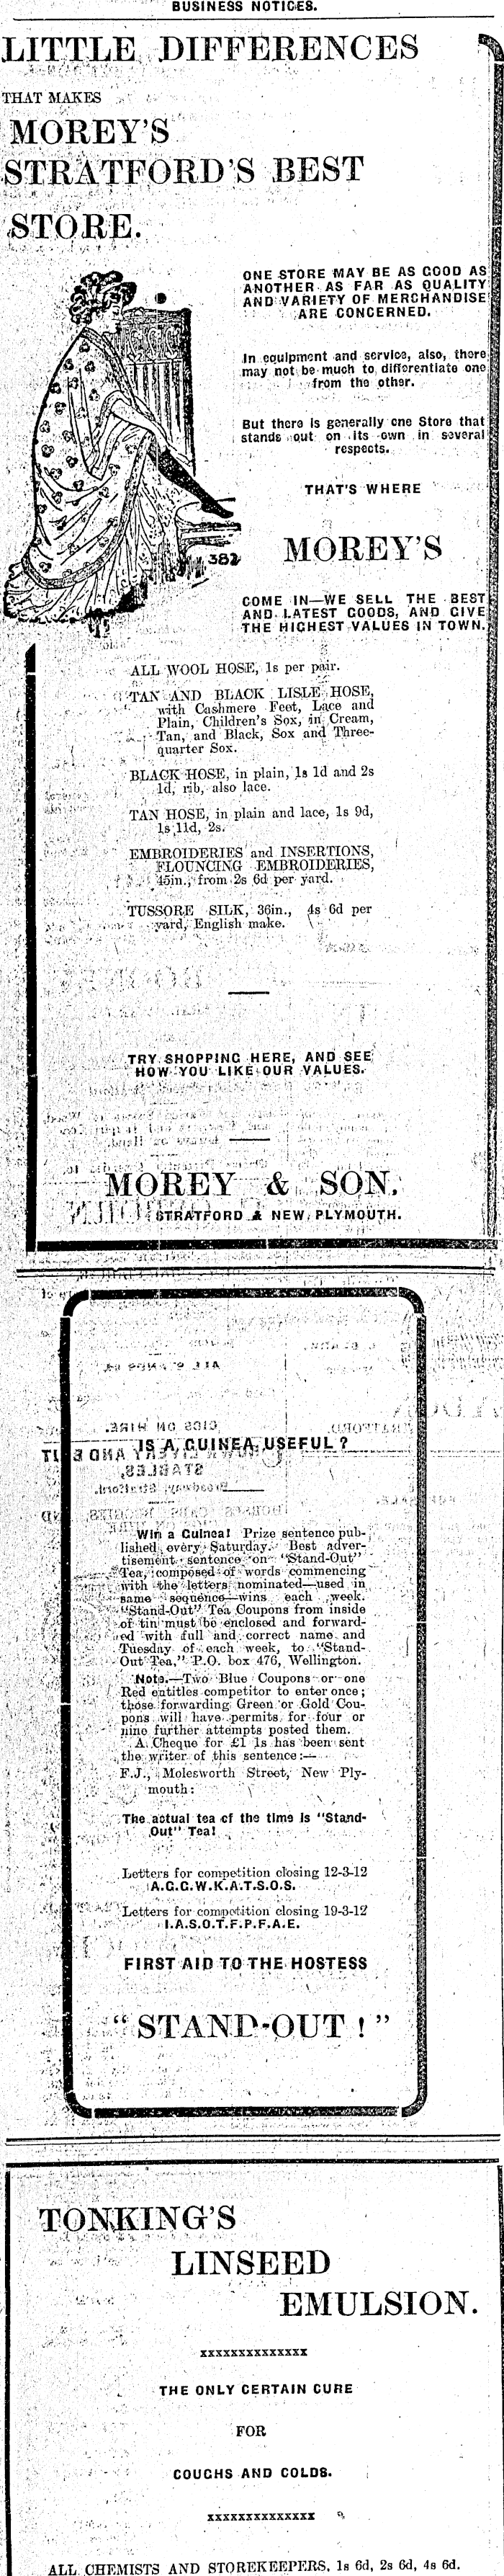 BUSINESS NOTICES.
LITTLE DIFFERENCES
THAT MAKES
MOREY'S
STRATFORD'S BEST
STORE.
ONE STORE MAY BE AS GOOD AS
ANOTHER AS FAR AS QUALITY
AND VARIETY OF MERCHANDISE
ARE CONCERNED.
In equipment and service, also, there
may not be much to differentiate one
from the other.
But there is generally one Store that
stands out on its own in several
respects.
THAT'S WHERE
382
MOREY'S
COME IN—WE SELL THE BEST
AND LATEST GOODS, AND GIVE
THE HIGHEST VALUES IN TOWN.
ALL WOOL HOSE, 1s per pair.
TAN AND BLACK LISLE HOSE,
with Cashmere Feet, Lace and
Plain, Children's Sox, in Cream,
Tan, and Black, Sox and Three-
quarter Sox.
BLACK HOSE, in plain, 1s 1d and 2s
1d, rib, also lace.
TAN HOSE, in plain and lace, 1s 9d,
1s 11d, 2s.
EMBROIDERIES and INSERTIONS,
FLOUNCING EMBROIDERIES,
45in., from 2s 6d per yard.
TUSSORE SILK, 36in., 4s 6d per
yard, English make.
TRY SHOPPING HERE, AND SEE
HOW YOU LIKE OUR VALUES.
MOREY & SON,
STRATFORD & NEW PLYMOUTH.
IS A GUINEA USEFUL?
Win a Guinea! Prize sentence pub-
lished every Saturday. Best adver-
tisement sentence on "Stand-Out"
Tea, composed of words commencing
with the letters nominated—used in
same sequence—wins each week.
"Stand-Out" Tea Coupons from inside
of tin must be enclosed and forward-
ed with full and correct name and
Tuesday of each week, to "Stand-
Out Tea," P.O. box 476, Wellington.
Note.—Two Blue Coupons or one
Red entitles competitor to enter once;
those forwarding Green or Gold Cou-
pons will have permits for four or
nine further attempts posted them.
A Cheque for £1 1s has been sent
the writer of this sentence:—
F.J., Molesworth Street, New Ply-
mouth:
The actual tea of the time is "Stand-
Out" Tea!
Letters for competition closing 12-3-12
A.G.C.W.K.A.T.S.O.S.
Letters for competition closing 19-3-12
I.A.S.O.T.F.P.F.A.E.
FIRST AID TO THE HOSTESS
"STAND-OUT!"
TONKING'S
LINSEED
EMULSION.
xxxxxxxxxxxxxx
THE ONLY CERTAIN CURE
FOR
COUGHS AND COLDS.
xxxxxxxxxxxxxx
ALL CHEMISTS AND STOREKEEPERS, 1s 6d, 2s 6d, 4s 6d.